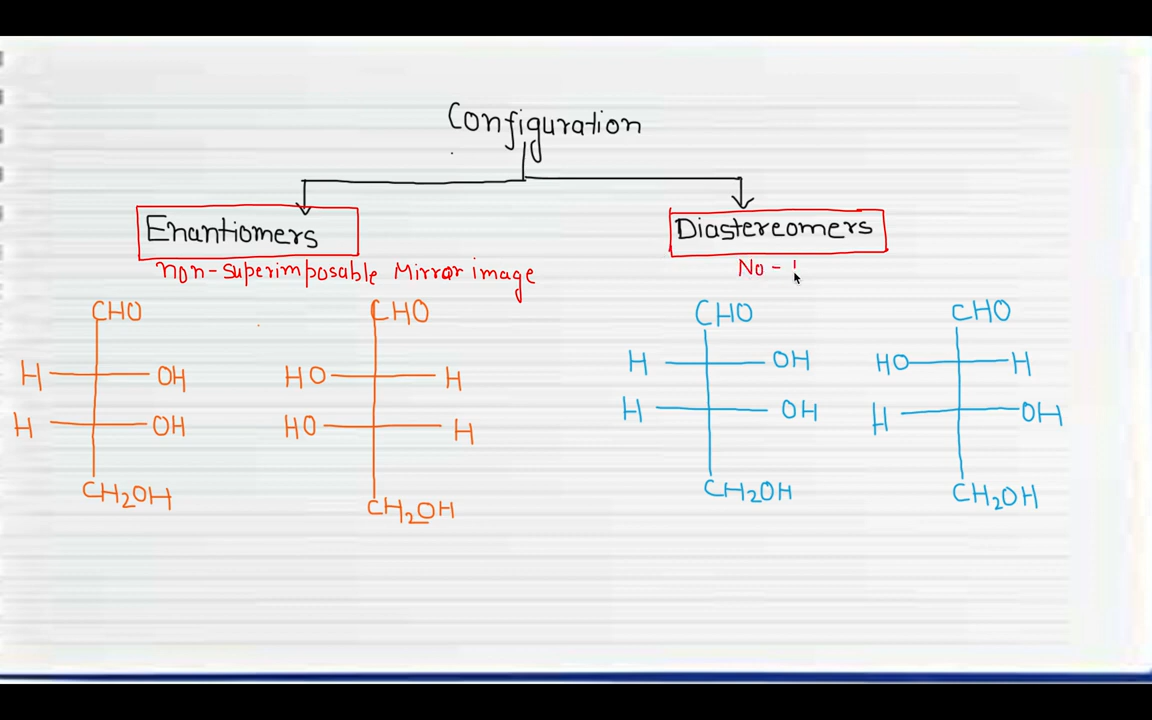 Configuration
Enantiomers
non-superimposable Mirror image
Diastereomers
No -
CHO
H OH
H OH
CH2OH
CHO
HO H
HO H
CH2OH
CHO
H OH
H OH
CH2OH
CHO
HO H
H OH
CH2OH